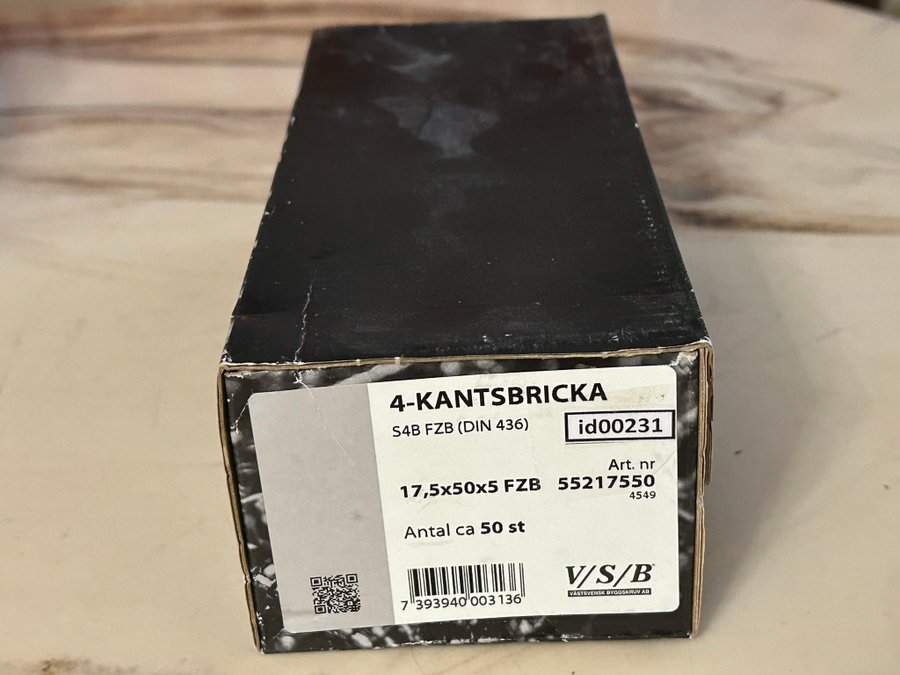 4-KANTSBRICKA
S4B FZB (DIN 436)
id00231
Art. nr
17,5x50x5 FZB 55217550
4549
Antal ca 50 st
V/S/B®
VÄSTSVENSK BYGGSKRUV AB
7 393940 003136